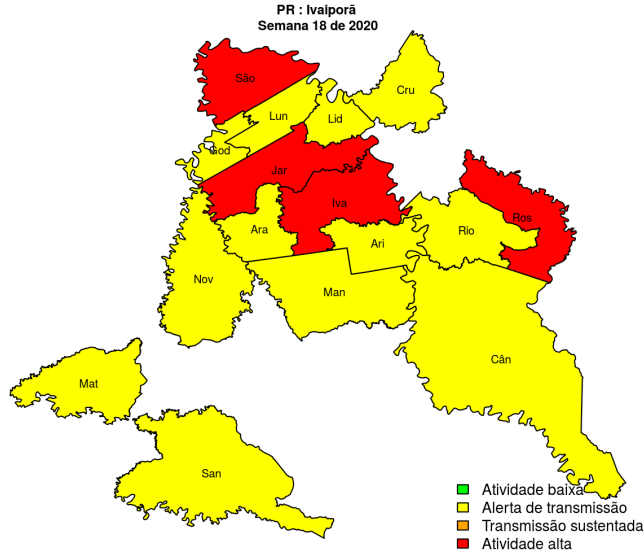 PR : Ivaiporã
Semana 18 de 2020
São
Cru
Lun
Lid
God
Jar
Iva
Ros
Ara
Ari
Rio
Nov
Man
Cân
Mat
San
Atividade baixa
Alerta de transmissão
Transmissão sustentada
Atividade alta